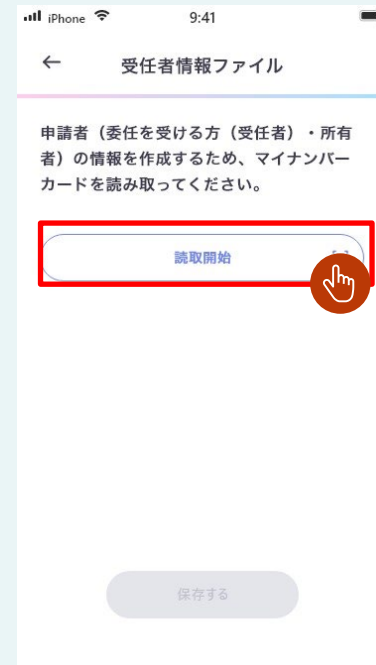 iPhone 9:41
受任者情報ファイル
申請者（委任を受ける方（受任者）・所有
者）の情報を作成するため、マイナンバー
カードを読み取ってください。
読取開始
保存する